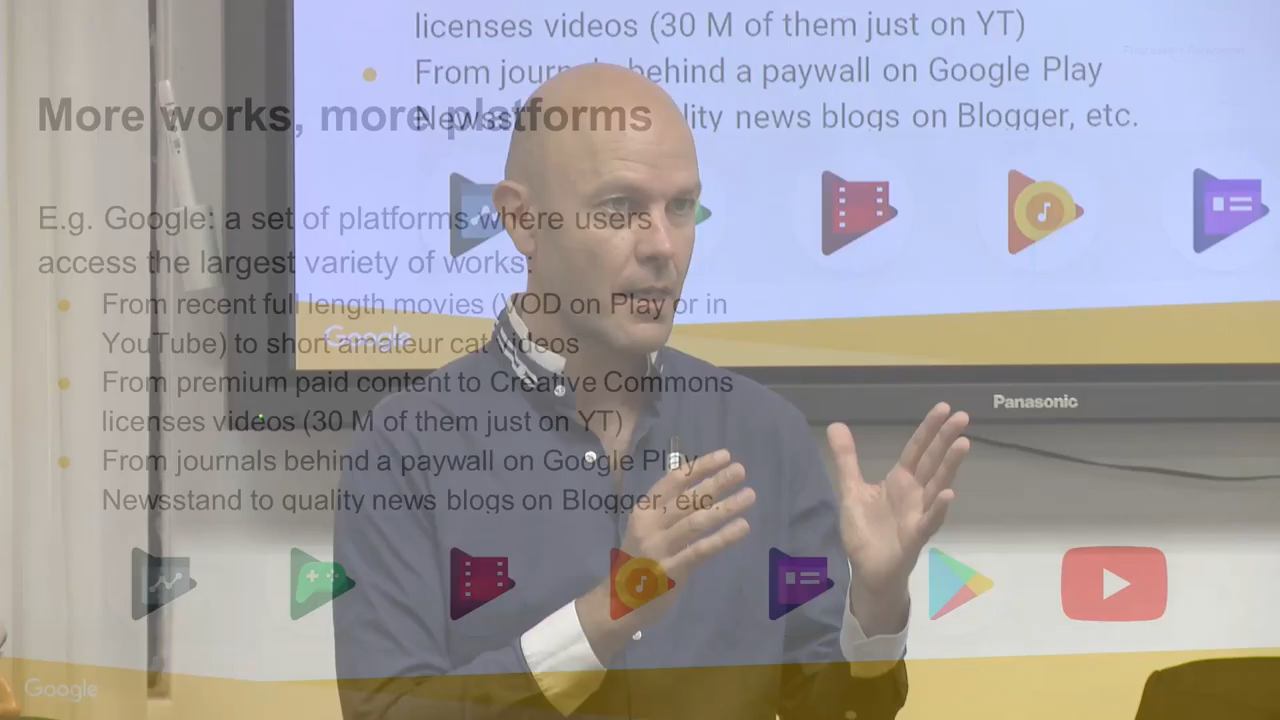 licenses videos (30 M of them just on YT)
From journ behind a paywall on Google Play
lity news blogs on Blogger, etc.
More works, more platforms
E.g. Google: a set of platforms where users
access the largest variety of works:
From recent full length movies (VOD on Play or in
YouTube) to short amateur cat videos
From premium paid content to Creative Commons
licenses videos (30 M of them just on YT)
From journals behind a paywall on Google Play
Newsstand to quality news blogs on Blogger, etc.
Google
Panasonic
Google